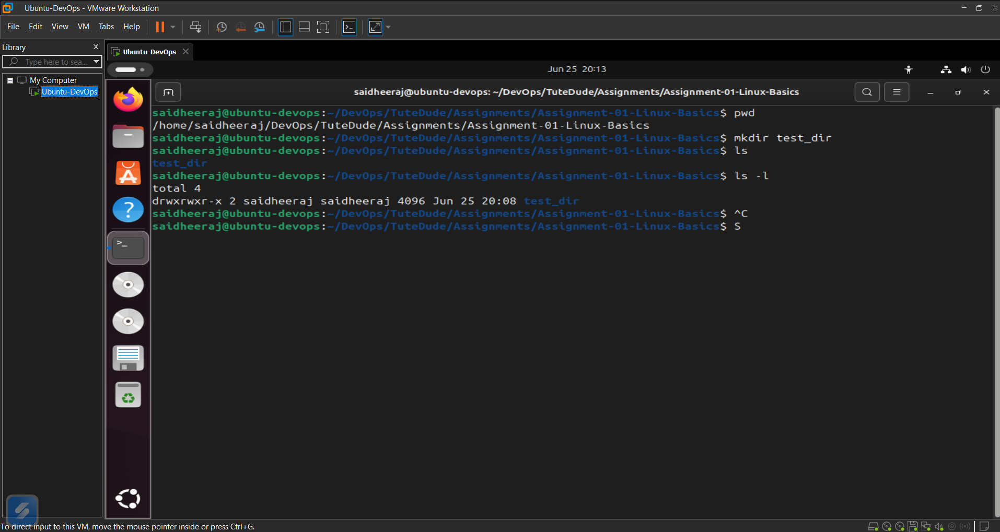 Ubuntu-DevOps - VMware Workstation
File Edit View VM Tabs Help
Library
Type here to sea...
My Computer
Ubuntu-DevOps
Ubuntu-DevOps
Jun 25 20:13
saidheeraj@ubuntu-devops: ~/DevOps/TuteDude/Assignments/Assignment-01-Linux-Basics
saidheeraj@ubuntu-devops:~/DevOps/TuteDude/Assignments/Assignment-01-Linux-Basics$ pwd
/home/saidheeraj/DevOps/TuteDude/Assignments/Assignment-01-Linux-Basics
saidheeraj@ubuntu-devops:~/DevOps/TuteDude/Assignments/Assignment-01-Linux-Basics$ mkdir test_dir
saidheeraj@ubuntu-devops:~/DevOps/TuteDude/Assignments/Assignment-01-Linux-Basics$ ls
test_dir
saidheeraj@ubuntu-devops:~/DevOps/TuteDude/Assignments/Assignment-01-Linux-Basics$ ls -l
total 4
drwxrwxr-x 2 saidheeraj saidheeraj 4096 Jun 25 20:08 test_dir
saidheeraj@ubuntu-devops:~/DevOps/TuteDude/Assignments/Assignment-01-Linux-Basics$ ^C
saidheeraj@ubuntu-devops:~/DevOps/TuteDude/Assignments/Assignment-01-Linux-Basics$ S
To direct input to this VM, move the mouse pointer inside or press Ctrl+G.